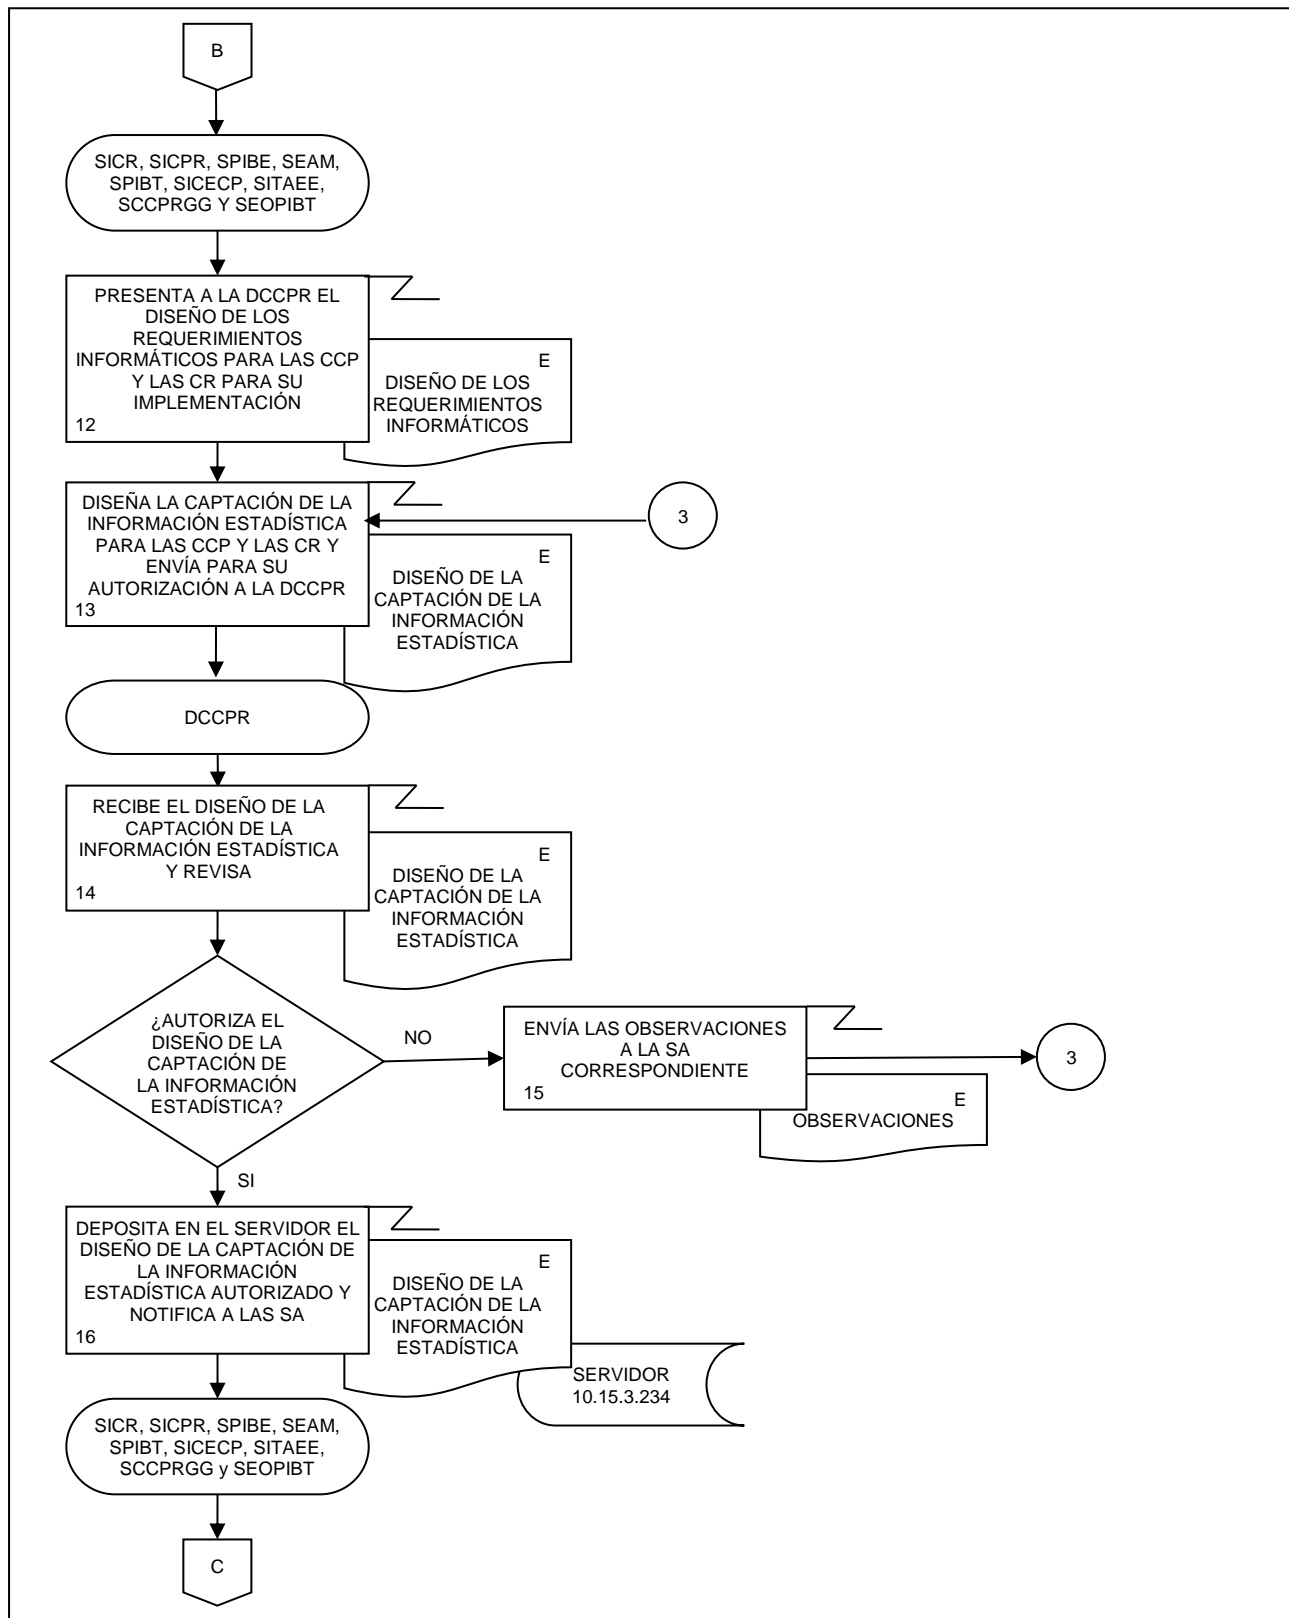 B
SICR, SICPR, SPIBE, SEAM,
SPIBT, SICECP, SITAEE,
SCCPRGG Y SEOPIBT
PRESENTA A LA DCCPR EL
DISEÑO DE LOS
REQUERIMIENTOS
INFORMÁTICOS PARA LAS CCP
Y LAS CR PARA SU
IMPLEMENTACIÓN
12
E
DISEÑO DE LOS
REQUERIMIENTOS
INFORMÁTICOS
DISEÑA LA CAPTACIÓN DE LA
INFORMACIÓN ESTADÍSTICA
PARA LAS CCP Y LAS CR Y
ENVÍA PARA SU
AUTORIZACIÓN A LA DCCPR
13
3
E
DISEÑO DE LA
CAPTACIÓN DE LA
INFORMACIÓN
ESTADÍSTICA
DCCPR
RECIBE EL DISEÑO DE LA
CAPTACIÓN DE LA
INFORMACIÓN ESTADÍSTICA
Y REVISA
14
E
DISEÑO DE LA
CAPTACIÓN DE LA
INFORMACIÓN
ESTADÍSTICA
¿AUTORIZA EL
DISEÑO DE LA
CAPTACIÓN DE
LA INFORMACIÓN
ESTADÍSTICA?
NO
ENVÍA LAS OBSERVACIONES
A LA SA
CORRESPONDIENTE
15
3
E
OBSERVACIONES
SI
DEPOSITA EN EL SERVIDOR EL
DISEÑO DE LA CAPTACIÓN DE
LA INFORMACIÓN
ESTADÍSTICA AUTORIZADO Y
NOTIFICA A LAS SA
16
E
DISEÑO DE LA
CAPTACIÓN DE LA
INFORMACIÓN
ESTADÍSTICA
SERVIDOR
10.15.3.234
SICR, SICPR, SPIBE, SEAM,
SPIBT, SICECP, SITAEE,
SCCPRGG y SEOPIBT
C